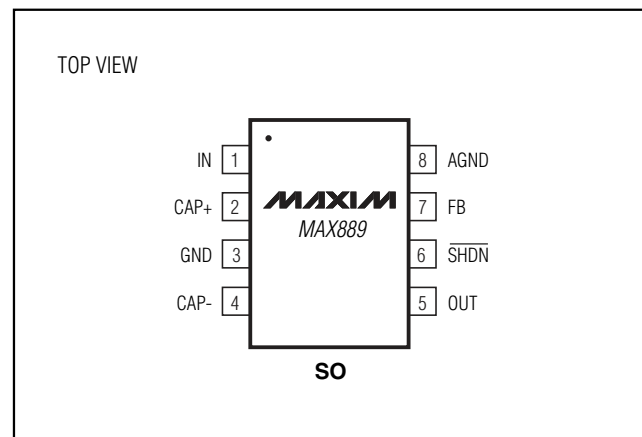 TOP VIEW
IN 1
CAP+ 2
GND 3
CAP- 4
MAXIM
MAX889
8 AGND
7 FB
6 S̅H̅D̅N̅
5 OUT
SO